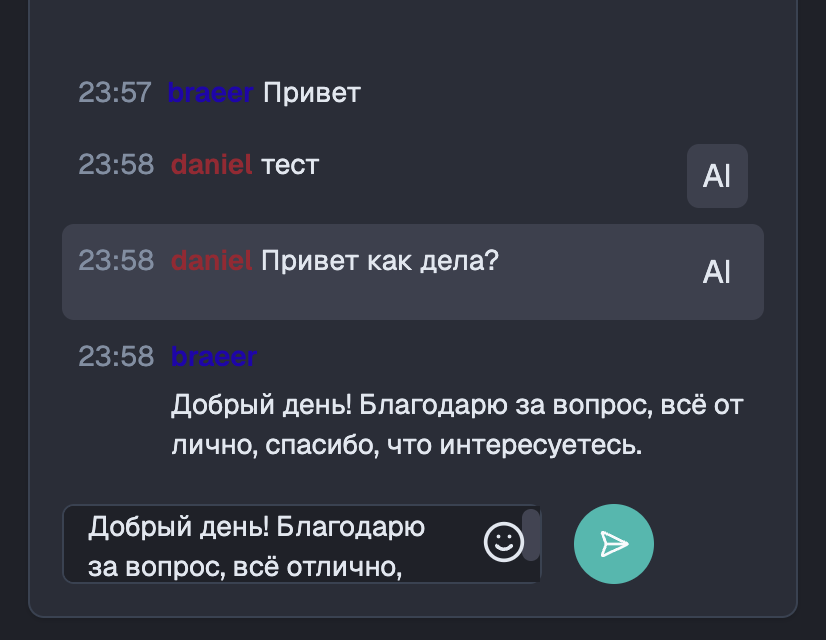 23:57 braeer Привет
23:58 daniel тест AI
23:58 daniel Привет как дела? AI
23:58 braeer
Добрый день! Благодарю за вопрос, всё от
лично, спасибо, что интересуетесь.
Добрый день! Благодарю
за вопрос, всё отлично,